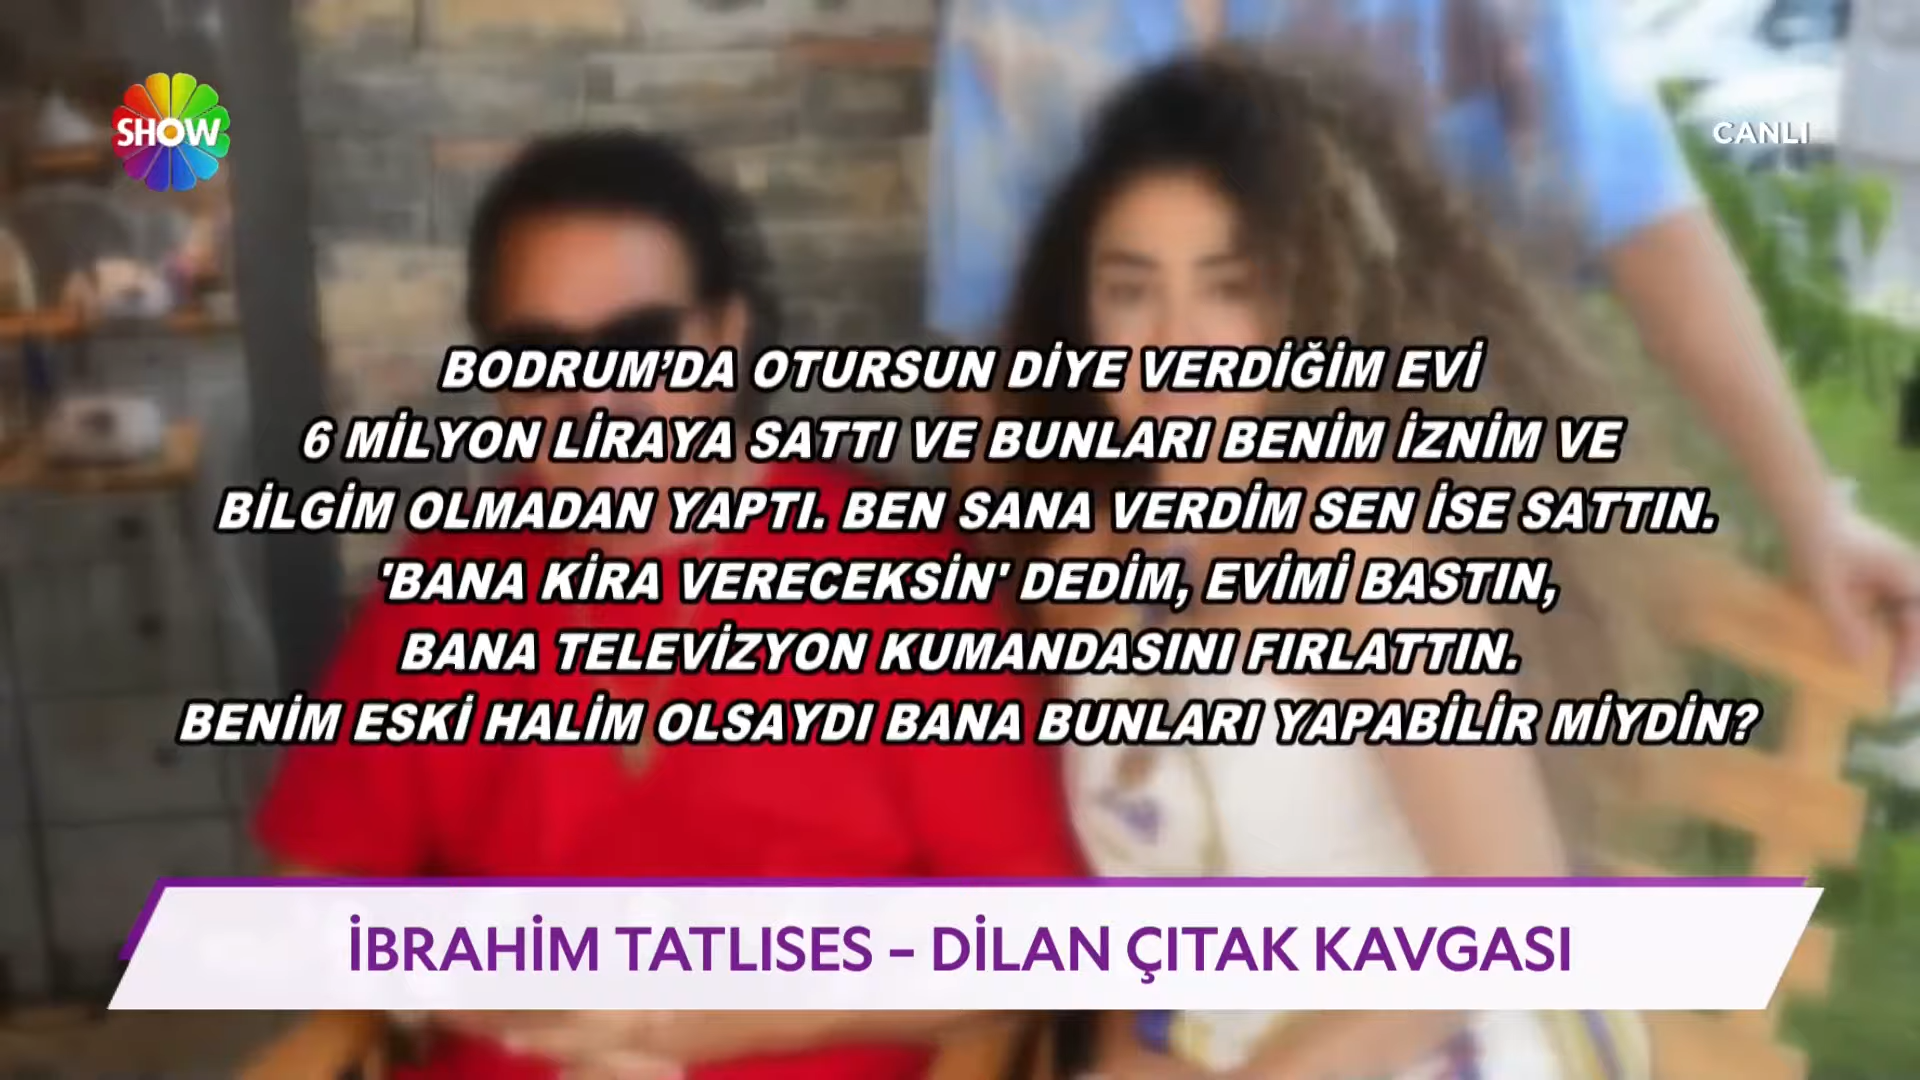 SHOW
CANLI
BODRUM’DA OTURSUN DİYE VERDİĞİM EVİ
6 MİLYON LİRAYA SATTI VE BUNLARI BENİM İZNİM VE
BİLGİM OLMADAN YAPTI. BEN SANA VERDİM SEN İSE SATTIN.
'BANA KİRA VERECEKSİN' DEDİM, EVİMİ BASTIN,
BANA TELEVİZYON KUMANDASINI FIRLATTIN.
BENİM ESKİ HALİM OLSAYDI BANA BUNLARI YAPABİLİR MİYDİN?
İBRAHİM TATLISES – DİLAN ÇITAK KAVGASI